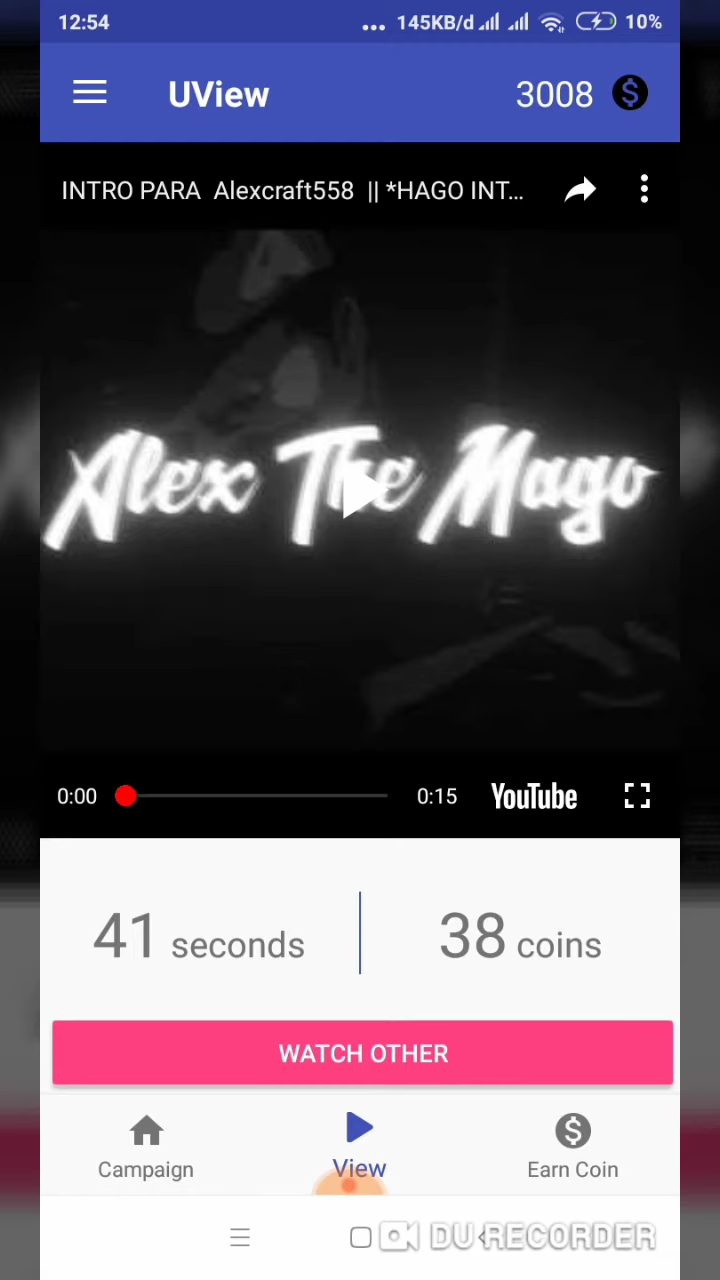 12:54 ... 145KB/d 10%
UView 3008 $
INTRO PARA Alexcraft558 || *HAGO INT...
Alex The Mago
0:00 0:15 YouTube
41 seconds 38 coins
WATCH OTHER
Campaign View Earn Coin
DU RECORDER